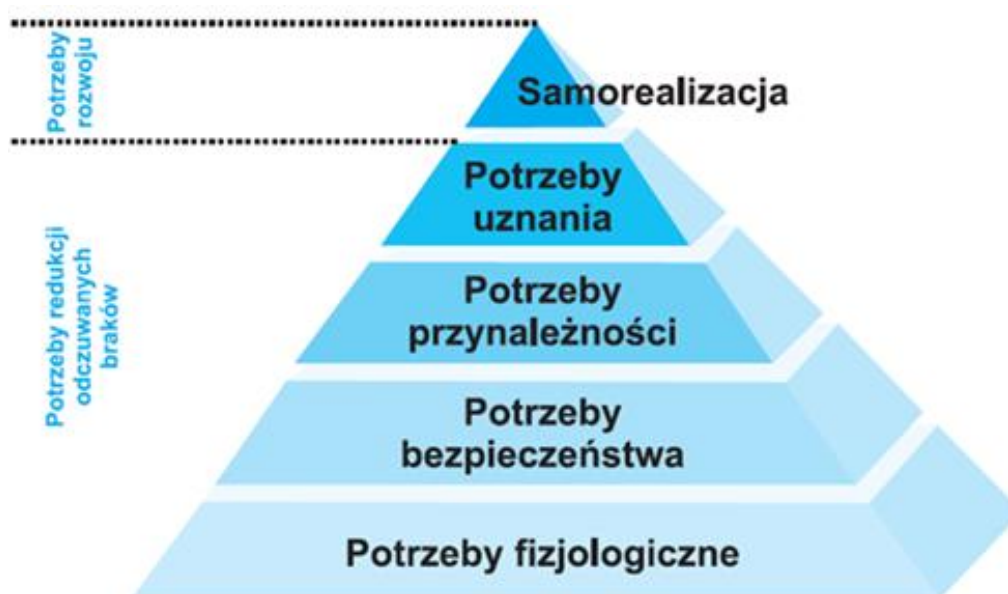 Potrzeby
rozwoju
Samorealizacja
Potrzeby
uznania
Potrzeby redukcji
odczuwanych
braków
Potrzeby
przynależności
Potrzeby
bezpieczeństwa
Potrzeby fizjologiczne